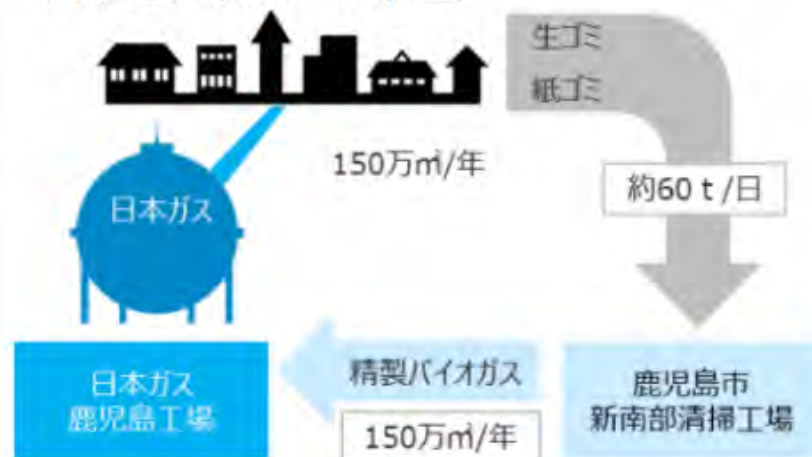 生ゴミ
紙ゴミ
150万㎥/年
約60ｔ/日
日本ガス
日本ガス
鹿児島工場
精製バイオガス
150万㎥/年
鹿児島市
新南部清掃工場